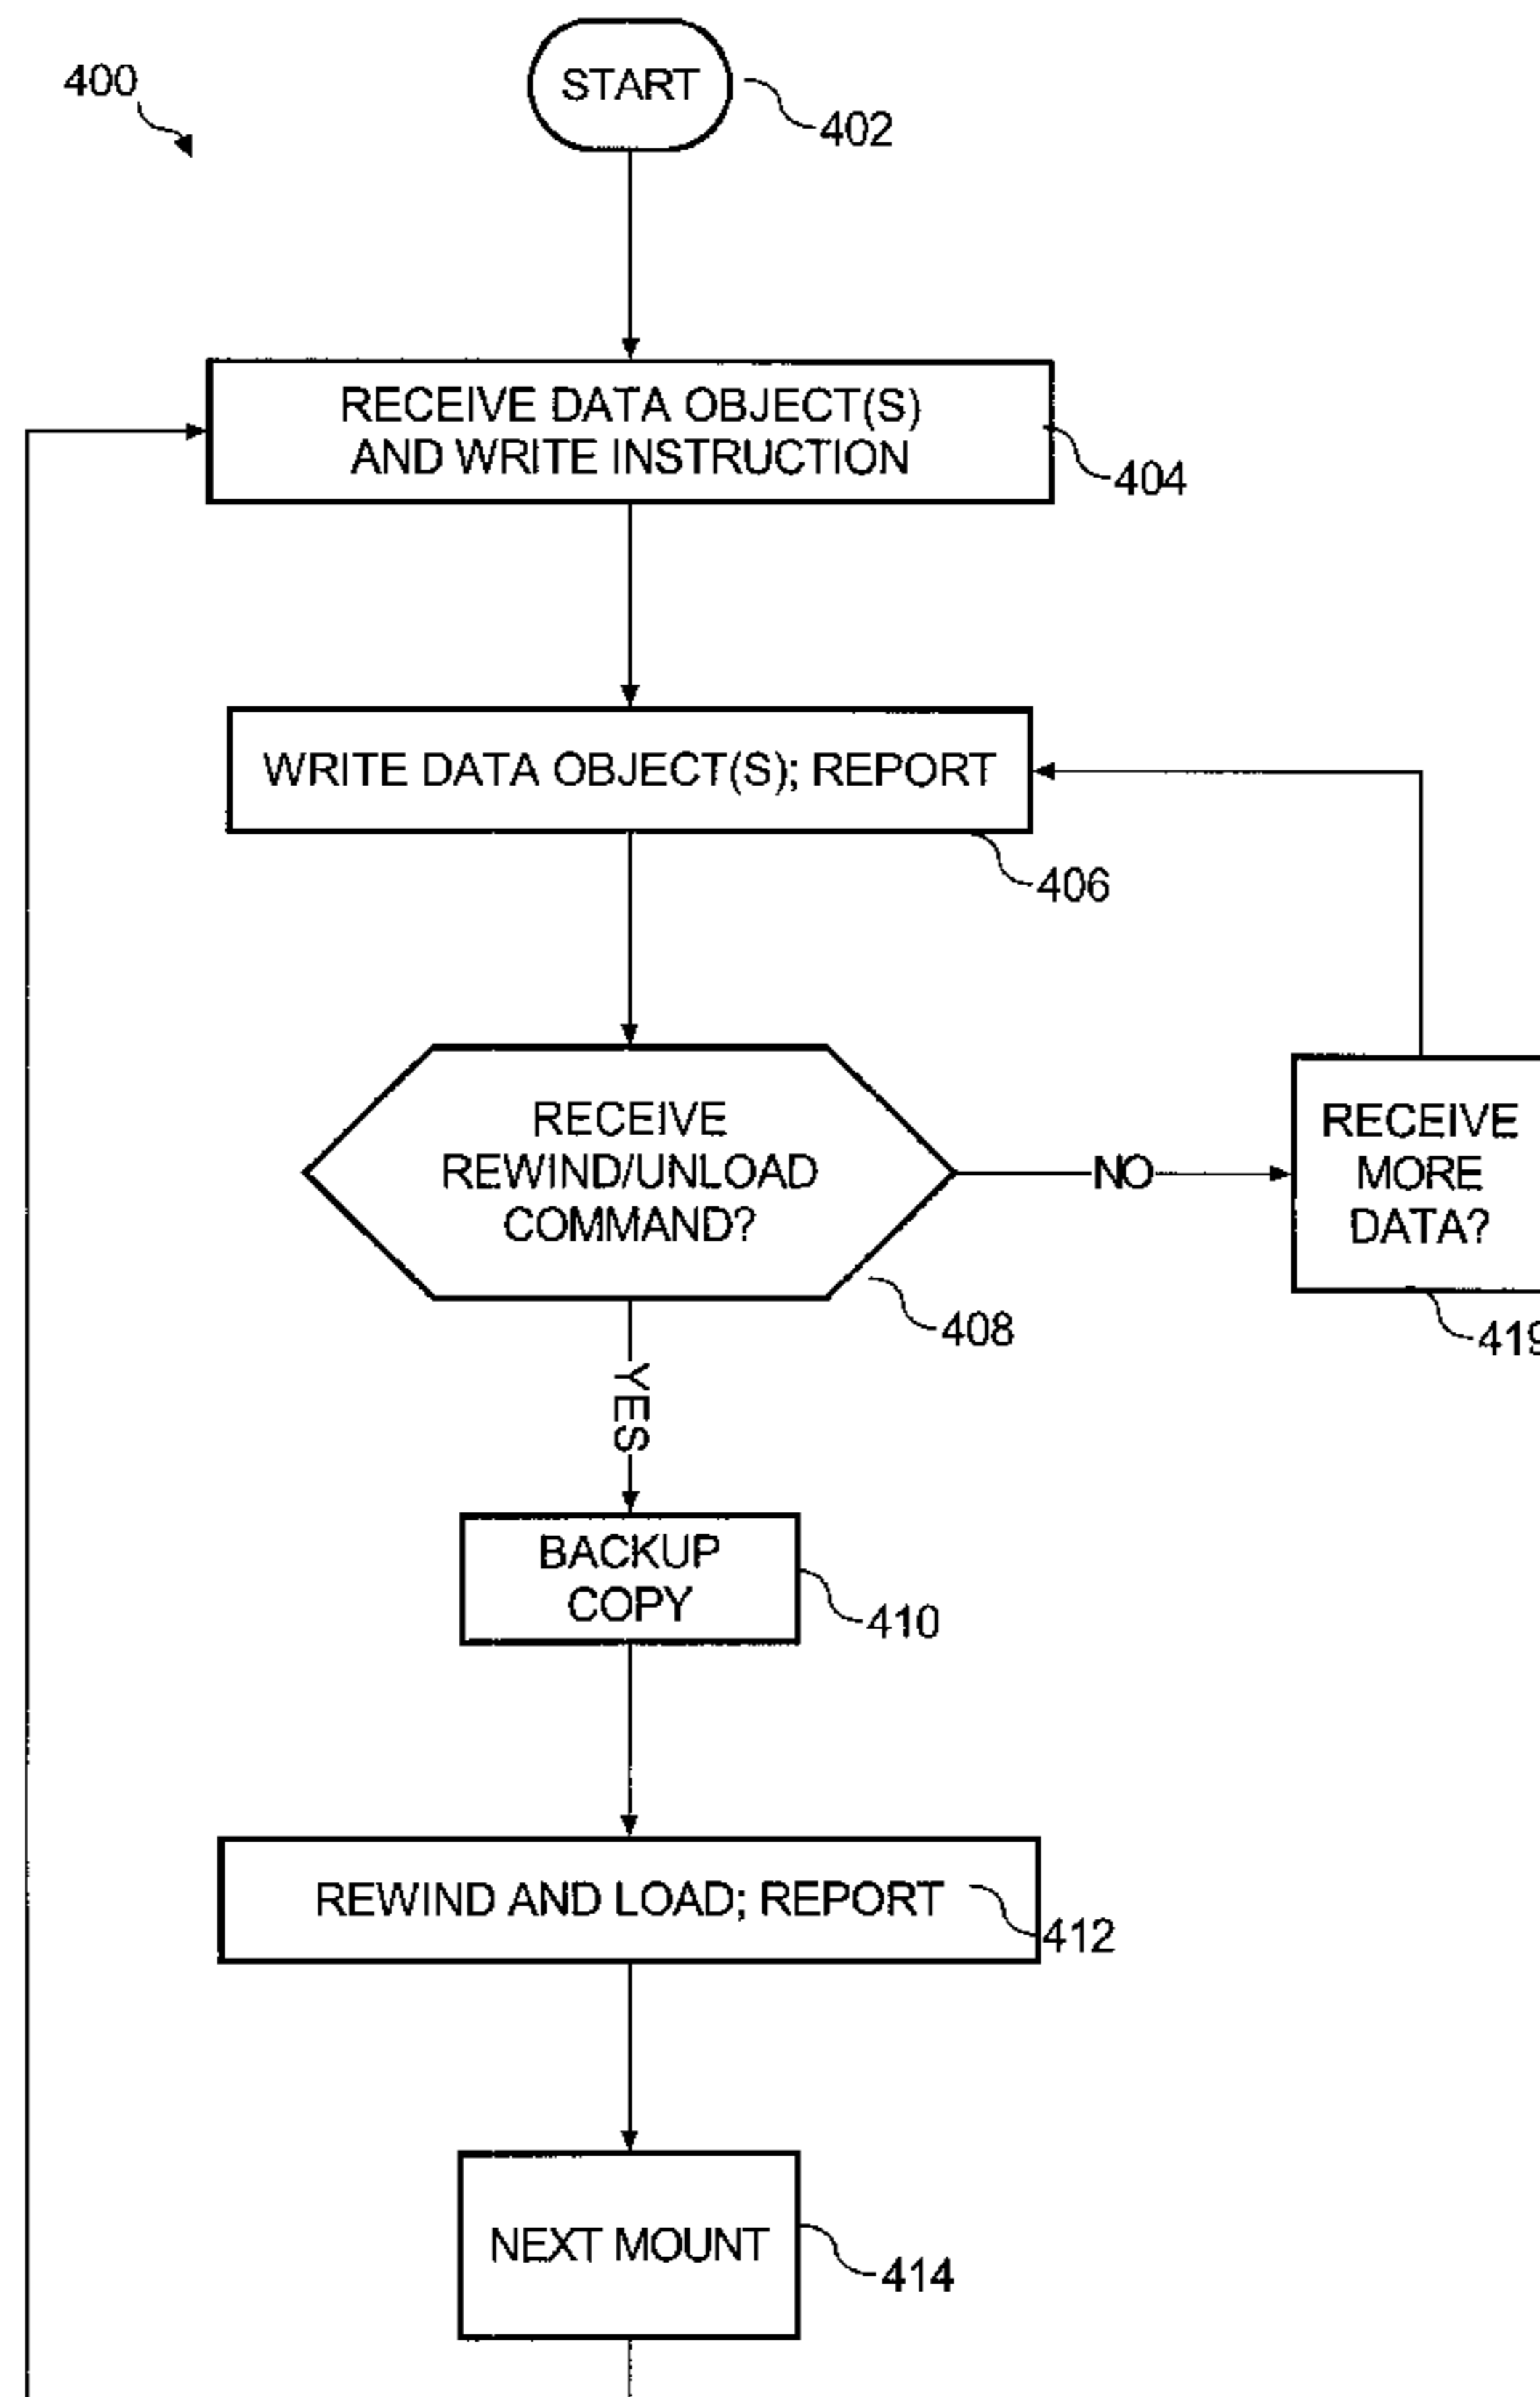 400
START
402
RECEIVE DATA OBJECT(S)
AND WRITE INSTRUCTION
404
WRITE DATA OBJECT(S); REPORT
406
RECEIVE
REWIND/UNLOAD
COMMAND?
408
NO
RECEIVE
MORE
DATA?
419
YES
BACKUP
COPY
410
REWIND AND LOAD; REPORT
412
NEXT MOUNT
414